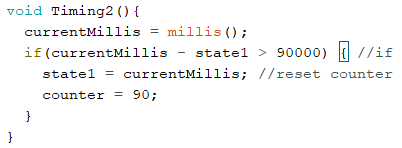 void Timing2(){
currentMillis = millis();
if(currentMillis - state1 > 90000) { //if
state1 = currentMillis; //reset counter
counter = 90;
}
}